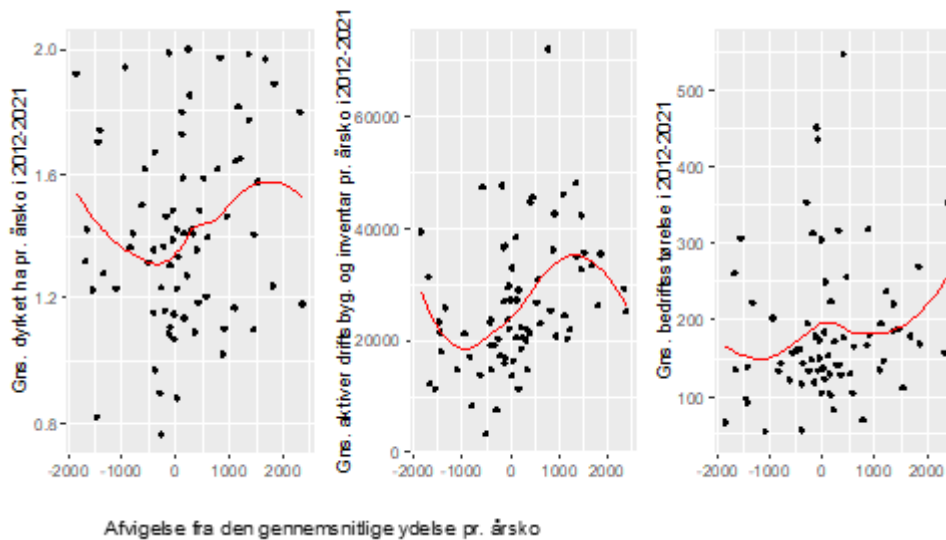 Gns. dyrket ha pr. årsko i 2012-2021
2.0
1.6
1.2
0.8
-2000 -1000 0 1000 2000
Gns. aktiver drifts byg. og inventar pr. årsko i 2012-2021
60000
40000
20000
0
-2000 -1000 0 1000 2000
Gns. bedriftsstørelse i 2012-2021
500
400
300
200
100
-2000 -1000 0 1000 2000
Afvigelse fra den gennemsnitlige ydelse pr. årsko